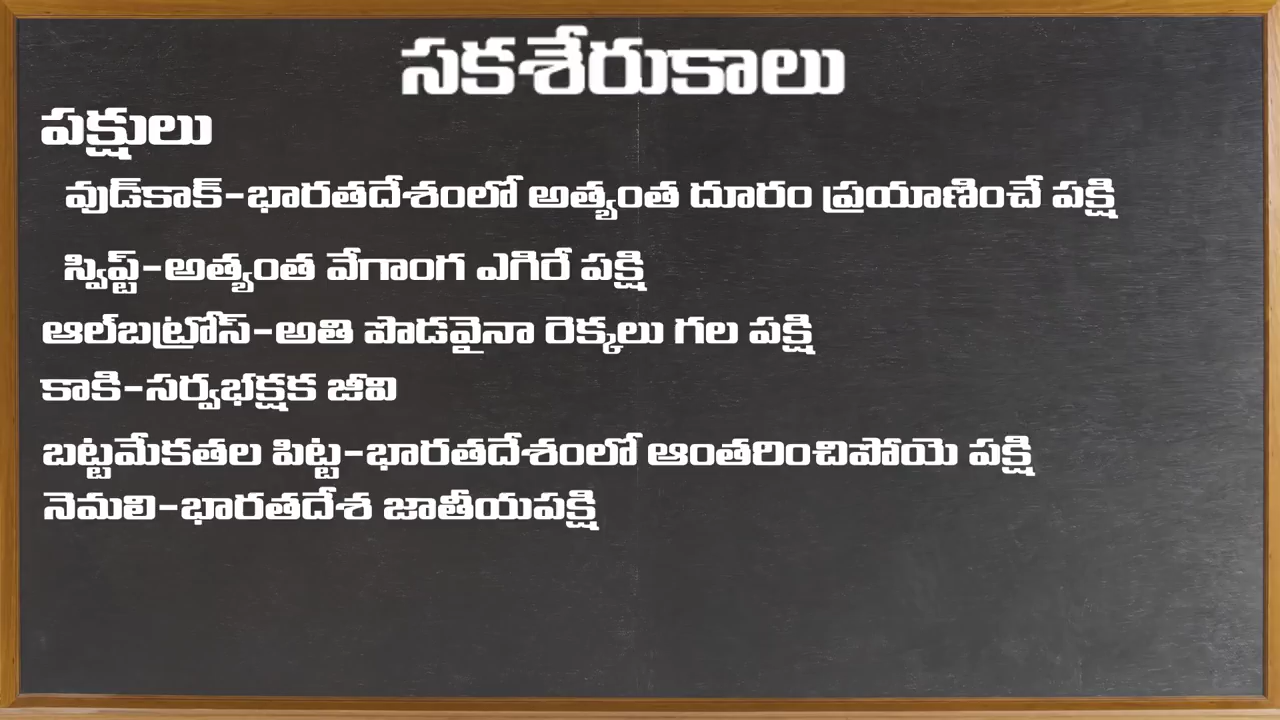 సకశేరుకాలు
పక్షులు
వుడ్‌కాక్-భారతదేశంలో అత్యంత దూరం ప్రయాణించే పక్షి
స్విఫ్ట్-అత్యంత వేగాంగ ఎగిరే పక్షి
ఆల్‌బట్రోస్-అతి పొడవైనా రెక్కలు గల పక్షి
కాకి-సర్వభక్షక జీవి
బట్టమేకతల పిట్ట-భారతదేశంలో ఆంతరించిపోయె పక్షి
నెమలి-భారతదేశ జాతీయపక్షి